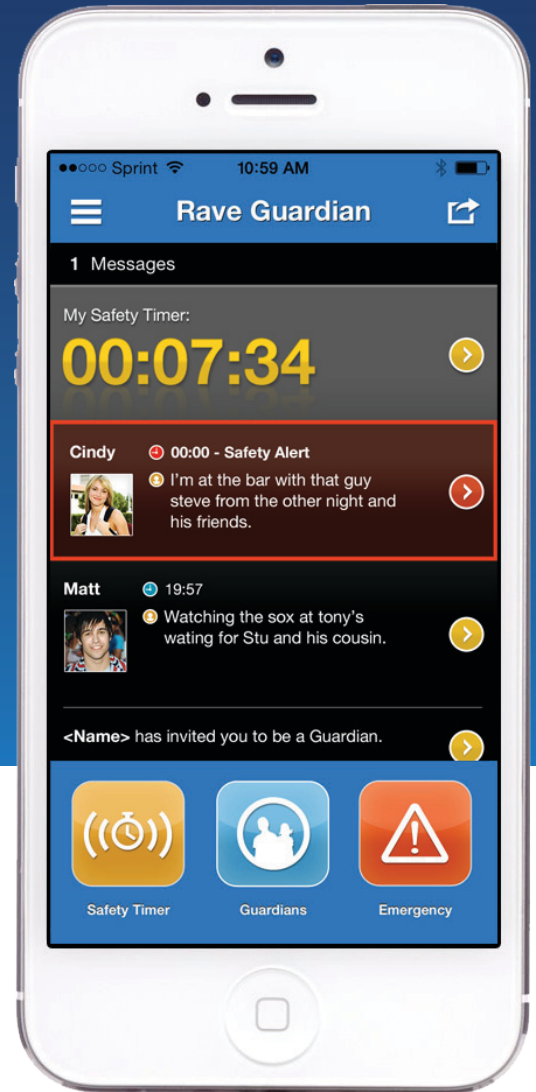 Sprint 10:59 AM
Rave Guardian
1 Messages
My Safety Timer:
00:07:34
Cindy 00:00 - Safety Alert
I'm at the bar with that guy
steve from the other night and
his friends.
Matt 19:57
Watching the sox at tony's
wating for Stu and his cousin.
<Name> has invited you to be a Guardian.
Safety Timer Guardians Emergency